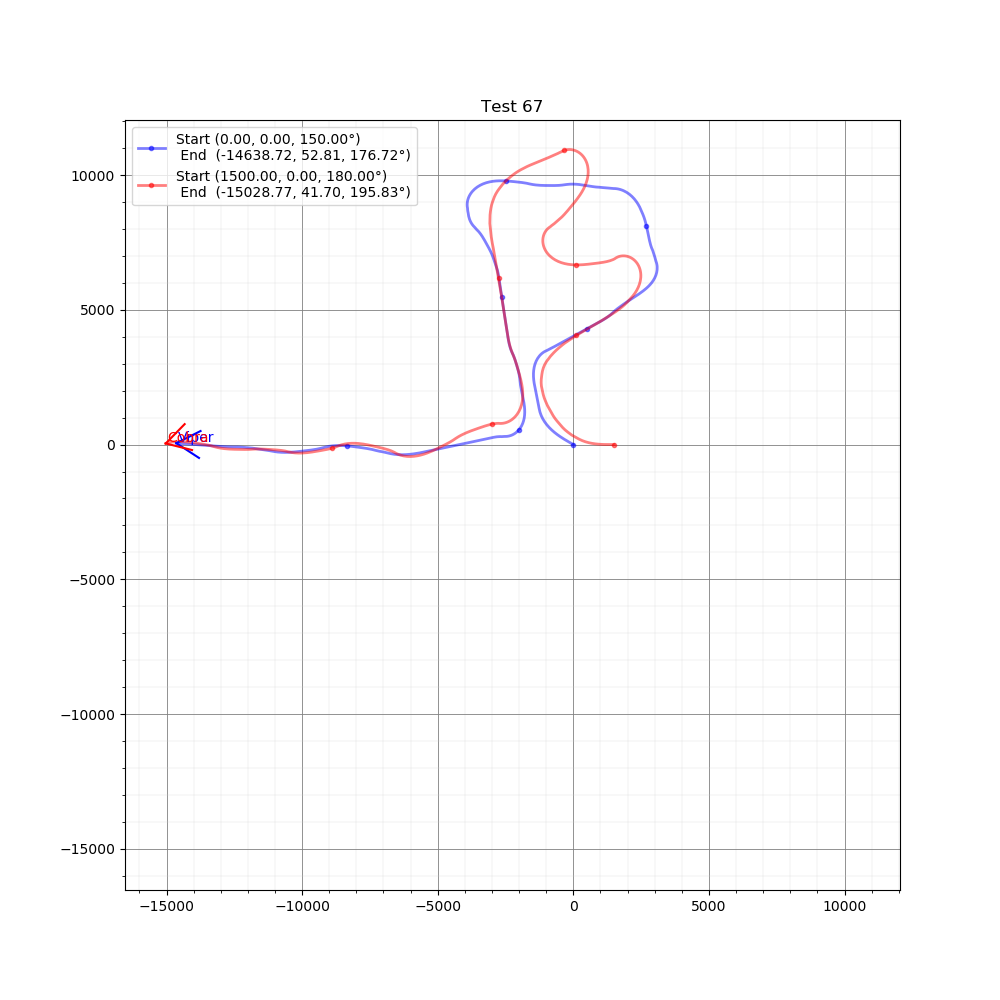 Test 67
Start (0.00, 0.00, 150.00°)
End  (-14638.72, 52.81, 176.72°)
Start (1500.00, 0.00, 180.00°)
End  (-15028.77, 41.70, 195.83°)
10000
5000
0
−5000
−10000
−15000
−15000 −10000 −5000 0 5000 10000